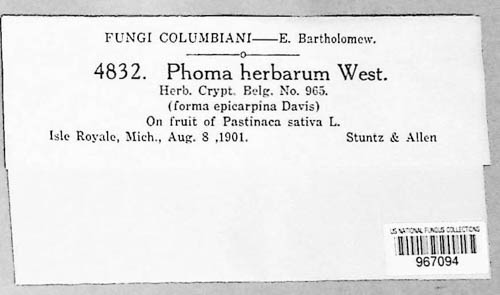 FUNGI COLUMBIANI—E. Bartholomew.
4832. Phoma herbarum West.
Herb. Crypt. Belg. No. 965.
(forma epicarpina Davis)
On fruit of Pastinaca sativa L.
Isle Royale, Mich., Aug. 8 ,1901. Stuntz & Allen
US NATIONAL FUNGUS COLLECTIONS
967094